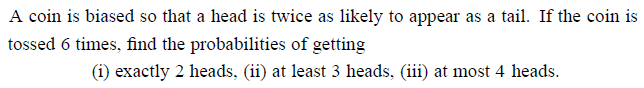 A coin is biased so that a head is twice as likely to appear as a tail. If the coin is
tossed 6 times, find the probabilities of getting
(i) exactly 2 heads, (ii) at least 3 heads, (iii) at most 4 heads.